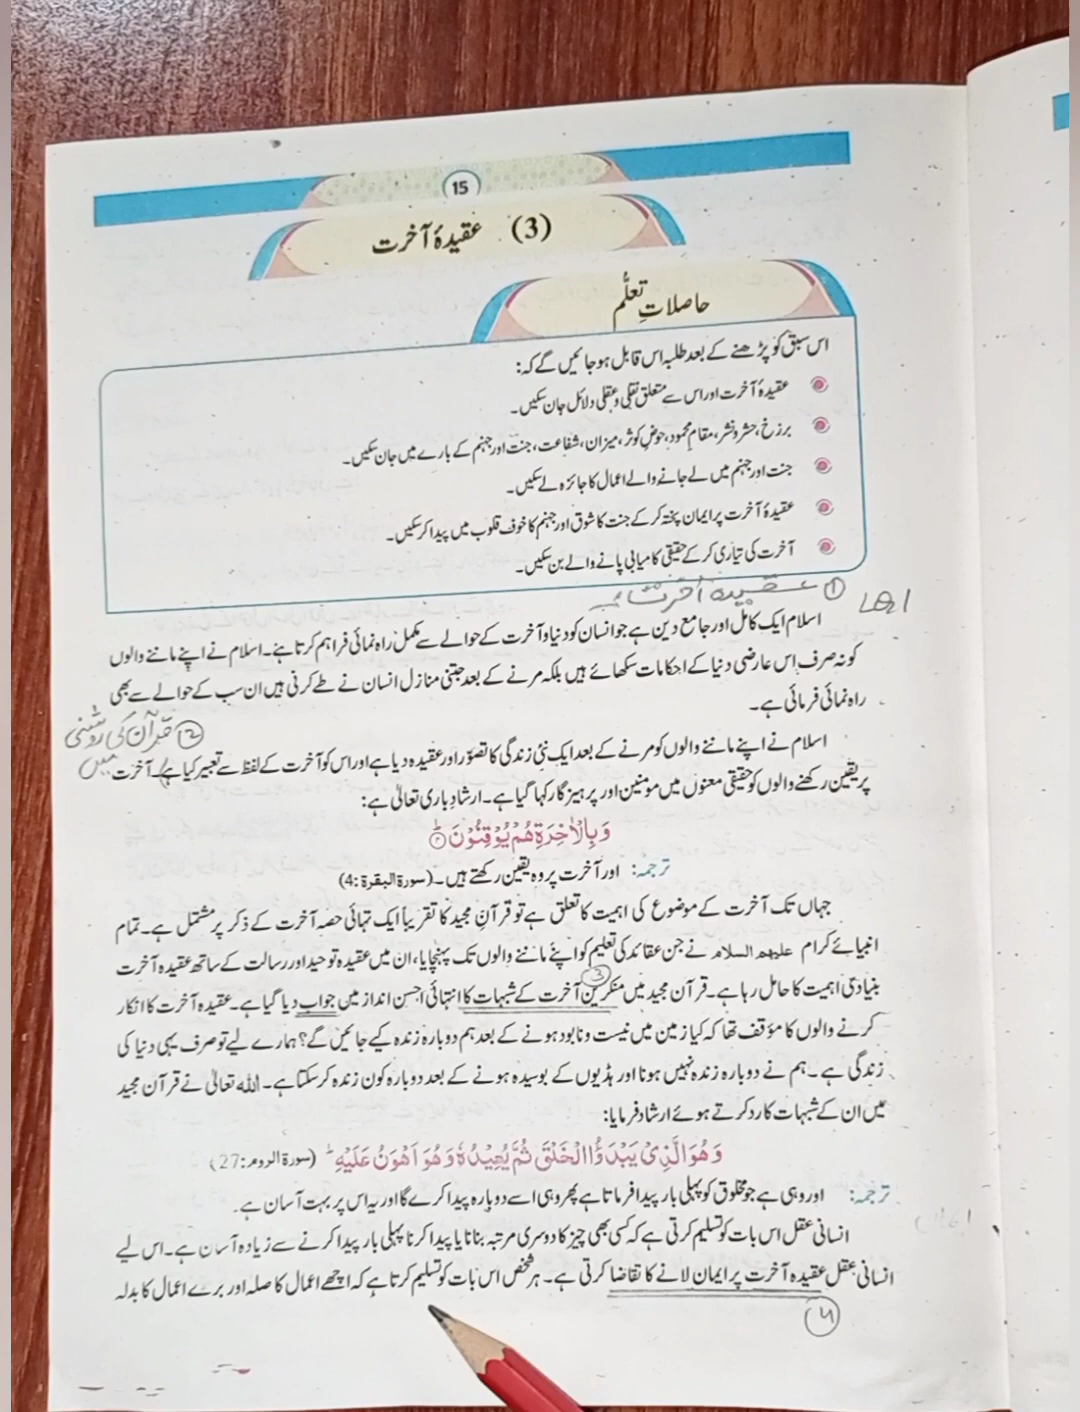 15
(3) عقیدۂ آخرت
حاصلاتِ تعلُّم
اس سبق کو پڑھنے کے بعد طلبہ اس قابل ہو جائیں گے کہ:
عقیدۂ آخرت اور اس سے متعلق نقلی و عقلی دلائل جان سکیں۔
برزخ، حشر و نشر، مقامِ محمود، حوضِ کوثر، میزان، شفاعت، جنت اور جہنم کے بارے میں جان سکیں۔
جنت اور جہنم میں لے جانے والے اعمال کا جائزہ لے سکیں۔
عقیدۂ آخرت پر ایمان پختہ کر کے جنت کا شوق اور جہنم کا خوف قلوب میں پیدا کر سکیں۔
آخرت کی تیاری کر کے حقیقی کامیابی پانے والے بن سکیں۔
① عقیدہ آخرت
اسلام ایک کامل اور جامع دین ہے جو انسان کو دنیا و آخرت کے حوالے سے مکمل راہ نمائی فراہم کرتا ہے۔ اسلام نے اپنے ماننے والوں
کو نہ صرف اِس عارضی دنیا کے احکامات سکھائے ہیں بلکہ مرنے کے بعد جتنی منازل انسان نے طے کرنی ہیں ان سب کے حوالے سے بھی
راہ نمائی فرمائی ہے۔
② قرآن کی روشنی
میں
اسلام نے اپنے ماننے والوں کو مرنے کے بعد ایک نئی زندگی کا تصوّر اور عقیدہ دیا ہے اور اس کو آخرت کے لفظ سے تعبیر کیا ہے۔ آخرت
پر یقین رکھنے والوں کو حقیقی معنوں میں مومنین اور پرہیز گار کہا گیا ہے۔ ارشادِ باری تعالیٰ ہے:
وَبِالْاٰخِرَةِ هُمْ يُوْقِنُوْنَ
ترجمہ: اور آخرت پر وہ یقین رکھتے ہیں۔ (سورۃ البقرۃ: 4)
جہاں تک آخرت کے موضوع کی اہمیت کا تعلق ہے تو قرآنِ مجید کا تقریباً ایک تہائی حصہ آخرت کے ذکر پر مشتمل ہے۔ تمام
انبیائے کرام علیہم السلام نے جن عقائد کی تعلیم کو اپنے ماننے والوں تک پہنچایا، ان میں عقیدہ توحید اور رسالت کے ساتھ عقیدہ آخرت
بنیادی اہمیت کا حامل رہا ہے۔ قرآن مجید میں منکرین آخرت کے شبہات کا انتہائی احسن انداز میں جواب دیا گیا ہے۔ عقیدہ آخرت کا انکار
③
کرنے والوں کا مؤقف تھا کہ کیا زمین میں نیست و نابود ہونے کے بعد ہم دوبارہ زندہ کیے جائیں گے؟ ہمارے لیے تو صرف یہی دنیا کی
زندگی ہے۔ ہم نے دوبارہ زندہ نہیں ہونا اور ہڈیوں کے بوسیدہ ہونے کے بعد دوبارہ کون زندہ کر سکتا ہے۔ اللہ تعالیٰ نے قرآن مجید
میں ان کے شبہات کا رد کرتے ہوئے ارشاد فرمایا:
وَهُوَ الَّذِيْ يَبْدَؤُا الْخَلْقَ ثُمَّ يُعِيْدُهٗ وَهُوَ اَهْوَنُ عَلَيْهِ ؕ (سورۃ الروم: 27)
ترجمہ: اور وہی ہے جو مخلوق کو پہلی بار پیدا فرماتا ہے پھر وہی اسے دوبارہ پیدا کرے گا اور یہ اس پر بہت آسان ہے۔
انسانی عقل اس بات کو تسلیم کرتی ہے کہ کسی بھی چیز کا دوسری مرتبہ بنانا یا پیدا کرنا پہلی بار پیدا کرنے سے زیادہ آسان ہے۔ اس لیے
انسانی عقل عقیدہ آخرت پر ایمان لانے کا تقاضا کرتی ہے۔ ہر شخص اس بات کو تسلیم کرتا ہے کہ اچھے اعمال کا صلہ اور برے اعمال کا بدلہ